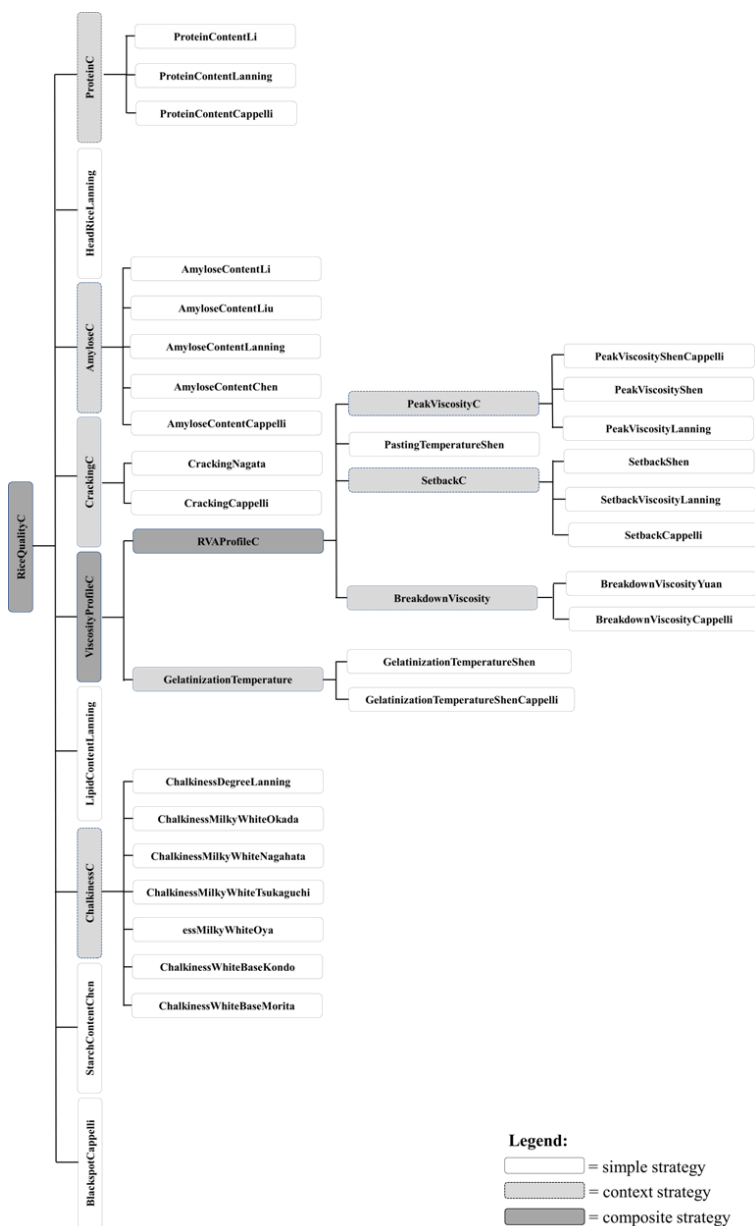 RiceQualityC
ProteinC
ProteinContentLi
ProteinContentLanning
ProteinContentCappelli
HeadRiceLanning
AmyloseC
AmyloseContentLi
AmyloseContentLiu
AmyloseContentLanning
AmyloseContentChen
AmyloseContentCappelli
CrackingC
CrackingNagata
CrackingCappelli
ViscosityProfileC
RVAProfileC
PeakViscosityC
PeakViscosityShenCappelli
PeakViscosityShen
PeakViscosityLanning
PastingTemperatureShen
SetbackC
SetbackShen
SetbackViscosityLanning
SetbackCappelli
BreakdownViscosity
BreakdownViscosityYuan
BreakdownViscosityCappelli
GelatinizationTemperature
GelatinizationTemperatureShen
GelatinizationTemperatureShenCappelli
LipidContentLanning
ChalkinessC
ChalkinessDegreeLanning
ChalkinessMilkyWhiteOkada
ChalkinessMilkyWhiteNagahata
ChalkinessMilkyWhiteTsukaguchi
essMilkyWhiteOya
ChalkinessWhiteBaseKondo
ChalkinessWhiteBaseMorita
StarchContentChen
BlackspotCappelli
Legend:
= simple strategy
= context strategy
= composite strategy